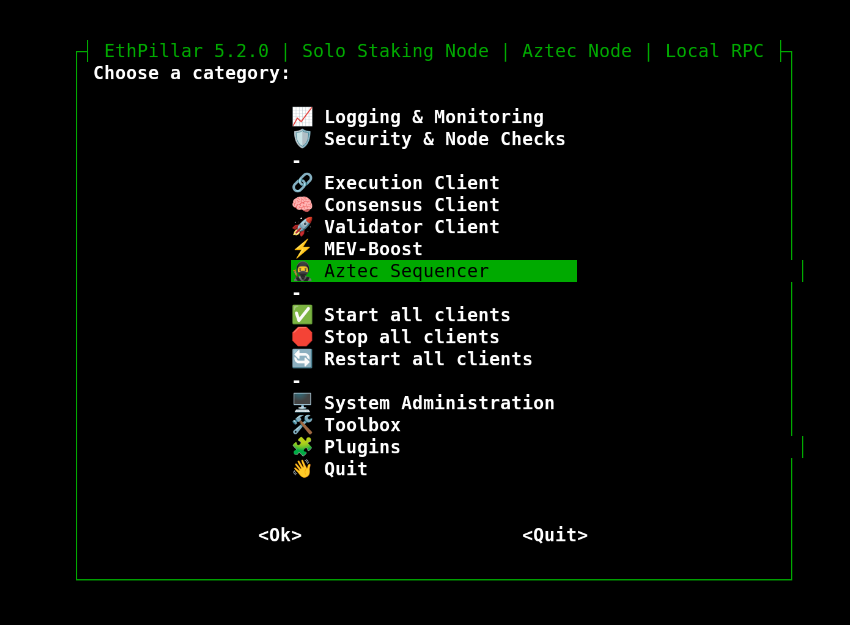 EthPillar 5.2.0 | Solo Staking Node | Aztec Node | Local RPC
Choose a category:
📈 Logging & Monitoring
🛡️ Security & Node Checks
-
🔗 Execution Client
🧠 Consensus Client
🚀 Validator Client
⚡ MEV-Boost
🥷 Aztec Sequencer
-
✅ Start all clients
🛑 Stop all clients
🔄 Restart all clients
-
🖥️ System Administration
🛠️ Toolbox
🧩 Plugins
👋 Quit
<Ok> <Quit>